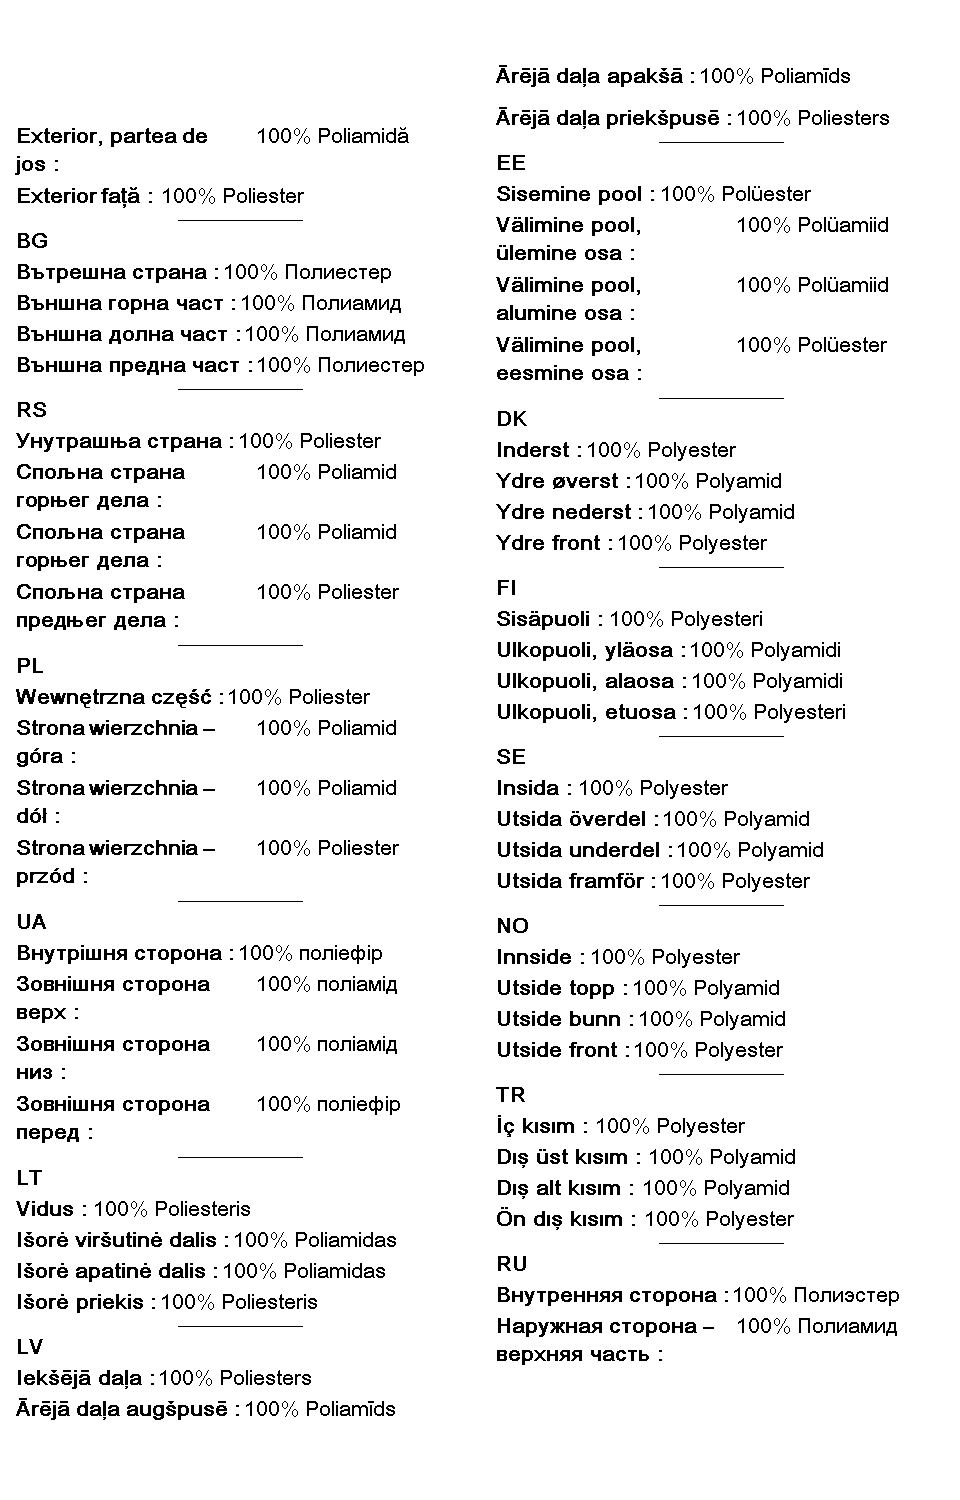 Exterior, partea de 100% Poliamidă
jos :
Exterior față : 100% Poliester
BG
Вътрешна страна : 100% Полиестер
Външна горна част : 100% Полиамид
Външна долна част : 100% Полиамид
Външна предна част : 100% Полиестер
RS
Унутрашња страна : 100% Poliester
Спољна страна 100% Poliamid
горњег дела :
Спољна страна 100% Poliamid
горњег дела :
Спољна страна 100% Poliester
предњег дела :
PL
Wewnętrzna część : 100% Poliester
Strona wierzchnia – 100% Poliamid
góra :
Strona wierzchnia – 100% Poliamid
dół :
Strona wierzchnia – 100% Poliester
przód :
UA
Внутрішня сторона : 100% поліефір
Зовнішня сторона 100% поліамід
верх :
Зовнішня сторона 100% поліамід
низ :
Зовнішня сторона 100% поліефір
перед :
LT
Vidus : 100% Poliesteris
Išorė viršutinė dalis : 100% Poliamidas
Išorė apatinė dalis : 100% Poliamidas
Išorė priekis : 100% Poliesteris
LV
Iekšējā daļa : 100% Poliesters
Ārējā daļa augšpusē : 100% Poliamīds
Ārējā daļa apakšā : 100% Poliamīds
Ārējā daļa priekšpusē : 100% Poliesters
EE
Sisemine pool : 100% Polüester
Välimine pool, 100% Polüamiid
ülemine osa :
Välimine pool, 100% Polüamiid
alumine osa :
Välimine pool, 100% Polüester
eesmine osa :
DK
Inderst : 100% Polyester
Ydre øverst : 100% Polyamid
Ydre nederst : 100% Polyamid
Ydre front : 100% Polyester
FI
Sisäpuoli : 100% Polyesteri
Ulkopuoli, yläosa : 100% Polyamidi
Ulkopuoli, alaosa : 100% Polyamidi
Ulkopuoli, etuosa : 100% Polyesteri
SE
Insida : 100% Polyester
Utsida överdel : 100% Polyamid
Utsida underdel : 100% Polyamid
Utsida framför : 100% Polyester
NO
Innside : 100% Polyester
Utside topp : 100% Polyamid
Utside bunn : 100% Polyamid
Utside front : 100% Polyester
TR
İç kısım : 100% Polyester
Dış üst kısım : 100% Polyamid
Dış alt kısım : 100% Polyamid
Ön dış kısım : 100% Polyester
RU
Внутренняя сторона : 100% Полиэстер
Наружная сторона – 100% Полиамид
верхняя часть :